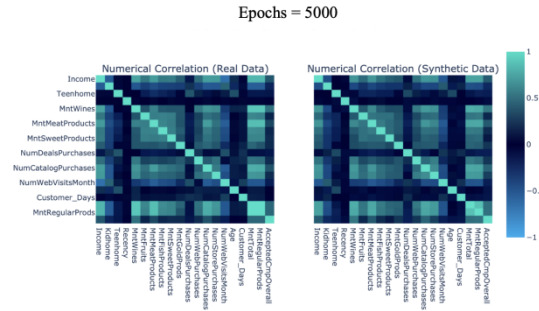 Epochs = 5000
Numerical Correlation (Real Data)
Numerical Correlation (Synthetic Data)
Income
Teenhome
MntWines
MntMeatProducts
MntSweetProducts
NumDealsPurchases
NumCatalogPurchases
NumWebVisitsMonth
Customer_Days
MntRegularProds
1
0.5
0
−0.5
−1
Income
Kidhome
Teenhome
Recency
MntWines
MntFruits
MntMeatProducts
MntFishProducts
MntSweetProducts
MntGoldProds
NumDealsPurchases
NumWebPurchases
NumCatalogPurchases
NumStorePurchases
NumWebVisitsMonth
Age
Customer_Days
MntTotal
MntRegularProds
AcceptedCmpOverall
Income
Kidhome
Teenhome
Recency
MntWines
MntFruits
MntMeatProducts
MntFishProducts
MntSweetProducts
MntGoldProds
NumDealsPurchases
NumWebPurchases
NumCatalogPurchases
NumStorePurchases
NumWebVisitsMonth
Age
Customer_Days
MntTotal
MntRegularProds
AcceptedCmpOverall